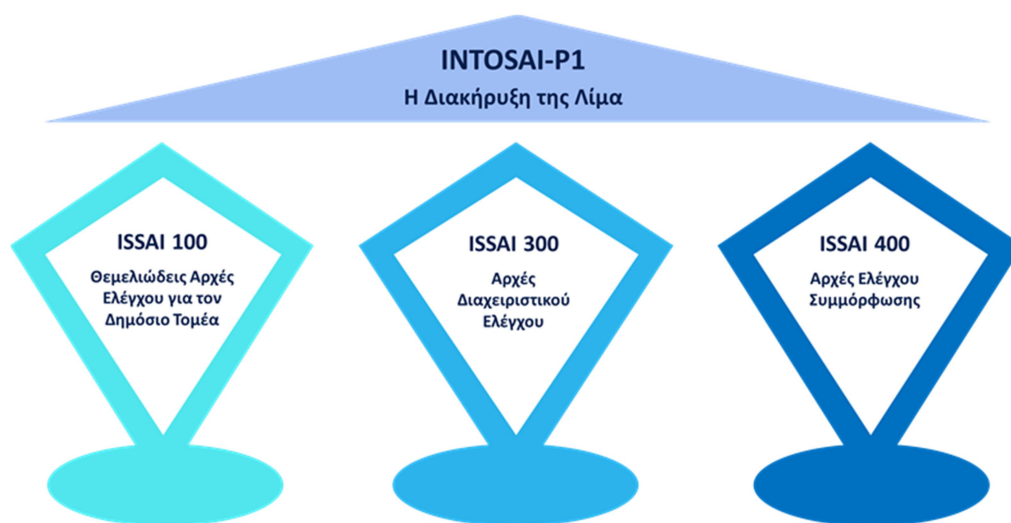 INTOSAI-P1
Η Διακήρυξη της Λίμα
ISSAI 100
Θεμελιώδεις Αρχές
Ελέγχου για τον
Δημόσιο Τομέα
ISSAI 300
Αρχές
Διαχειριστικού
Ελέγχου
ISSAI 400
Αρχές Ελέγχου
Συμμόρφωσης